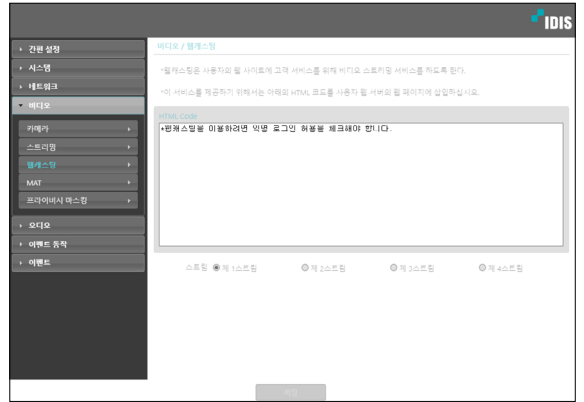 IDIS
간편 설정
시스템
네트워크
비디오
카메라
스트리밍
웹캐스팅
MAT
프라이버시 마스킹
오디오
이벤트 동작
이벤트
비디오 / 웹캐스팅
*웹캐스팅은 사용자의 웹 사이트에 고객 서비스를 위해 비디오 스트리밍 서비스를 하도록 한다.
*이 서비스를 제공하기 위해서는 아래의 HTML 코드를 사용자 웹 서버의 웹 페이지에 삽입하십시오.
HTML Code
*웹캐스팅을 이용하려면 익명 로그인 허용을 체크해야 합니다.
스트림 제 1스트림 제 2스트림 제 3스트림 제 4스트림
저장